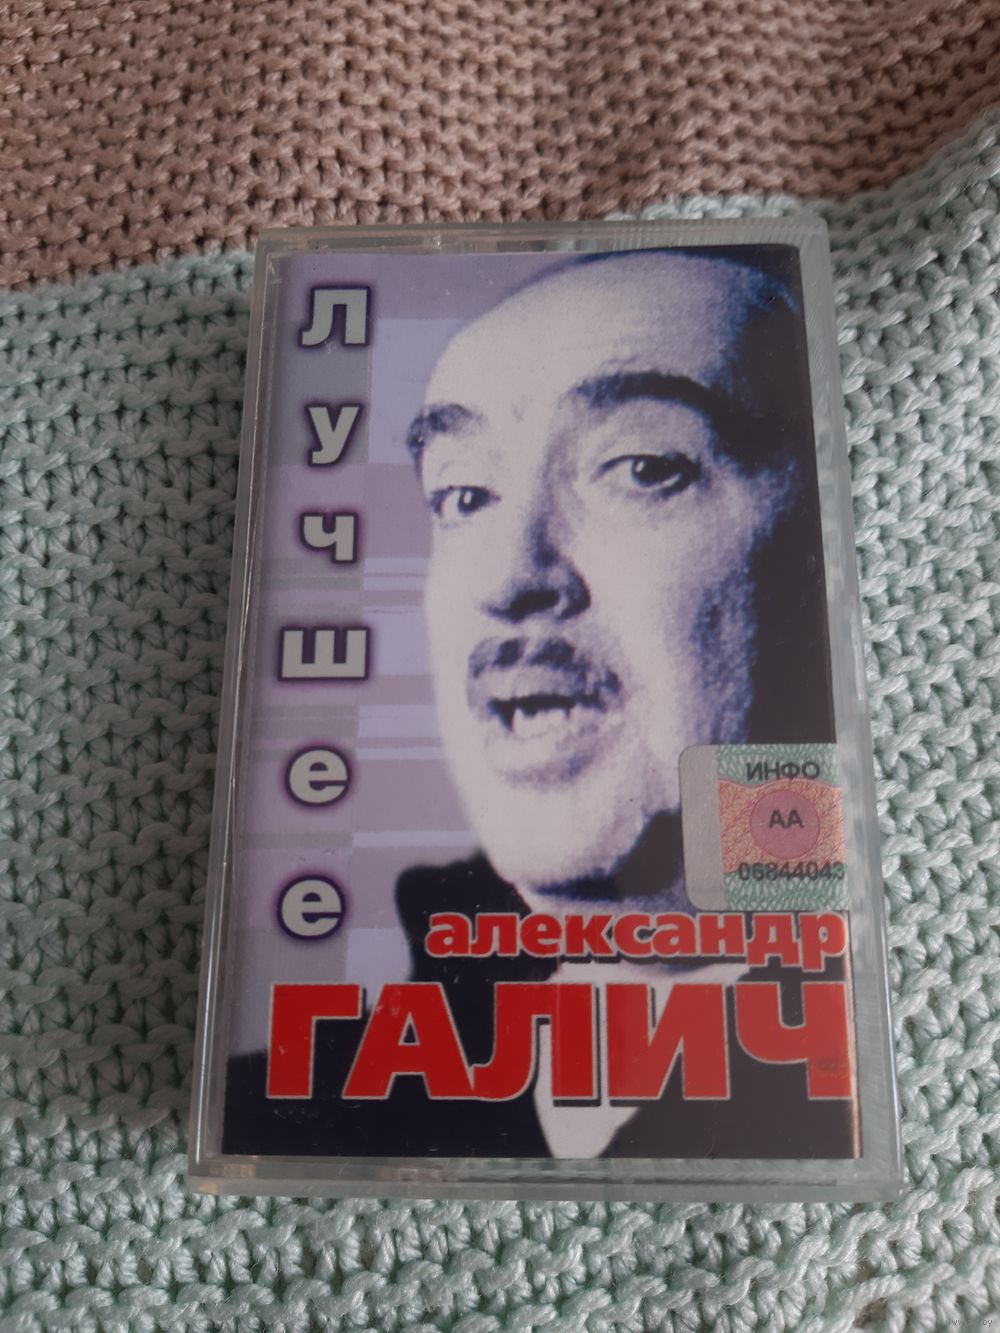 Лучшее
ИНФО
АА
06844043
александр
ГАЛИЧ